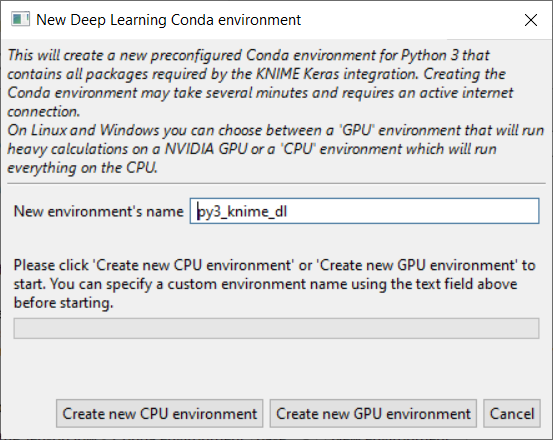 New Deep Learning Conda environment
This will create a new preconfigured Conda environment for Python 3 that
contains all packages required by the KNIME Keras integration. Creating the
Conda environment may take several minutes and requires an active internet
connection.
On Linux and Windows you can choose between a 'GPU' environment that will run
heavy calculations on a NVIDIA GPU or a 'CPU' environment which will run
everything on the CPU.
New environment's name py3_knime_dl
Please click 'Create new CPU environment' or 'Create new GPU environment' to
start. You can specify a custom environment name using the text field above
before starting.
Create new CPU environment Create new GPU environment Cancel